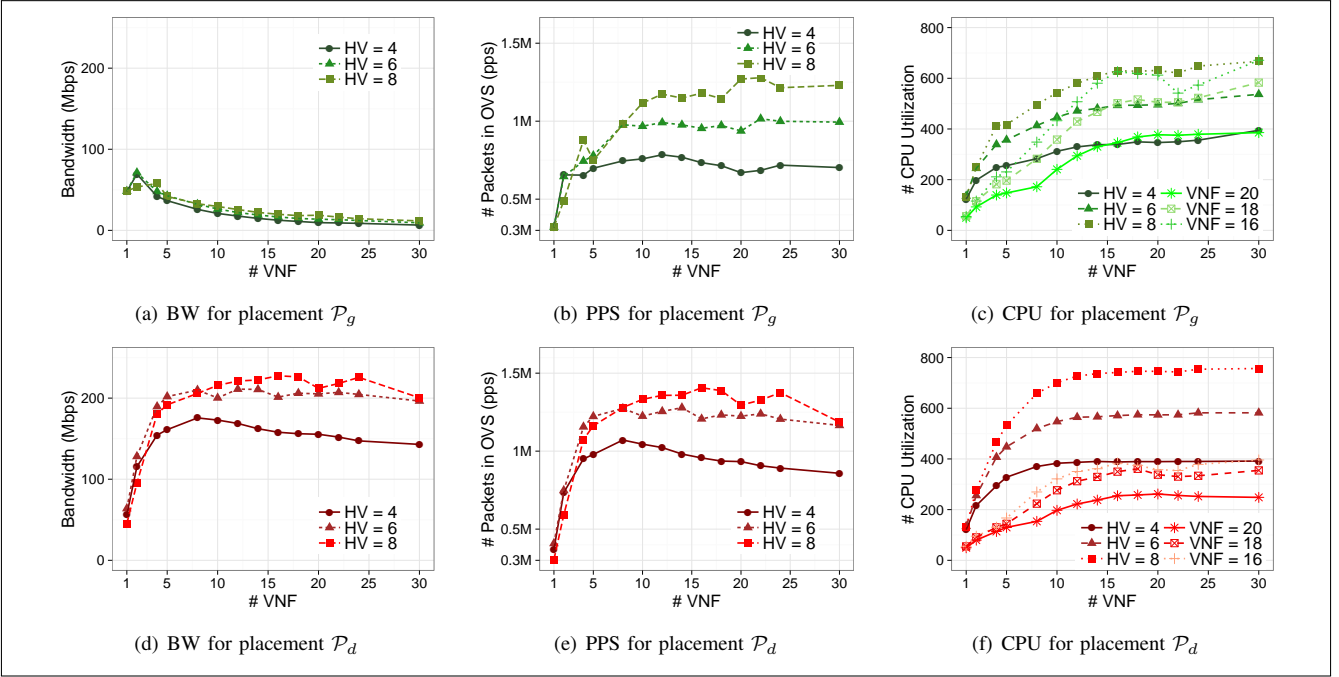 Bandwidth (Mbps)
200
100
0
HV = 4
HV = 6
HV = 8
1 5 10 15 20 25 30
# VNF
(a) BW for placement P_g
# Packets in OVS (pps)
1.5M
1M
0.5M
0.3M
HV = 4
HV = 6
HV = 8
1 5 10 15 20 25 30
# VNF
(b) PPS for placement P_g
# CPU Utilization
800
600
400
200
0
HV = 4 VNF = 20
HV = 6 VNF = 18
HV = 8 VNF = 16
1 5 10 15 20 25 30
# VNF
(c) CPU for placement P_g
Bandwidth (Mbps)
200
100
0
HV = 4
HV = 6
HV = 8
1 5 10 15 20 25 30
# VNF
(d) BW for placement P_d
# Packets in OVS (pps)
1.5M
1M
0.5M
0.3M
HV = 4
HV = 6
HV = 8
1 5 10 15 20 25 30
# VNF
(e) PPS for placement P_d
# CPU Utilization
800
600
400
200
0
HV = 4 VNF = 20
HV = 6 VNF = 18
HV = 8 VNF = 16
1 5 10 15 20 25 30
# VNF
(f) CPU for placement P_d